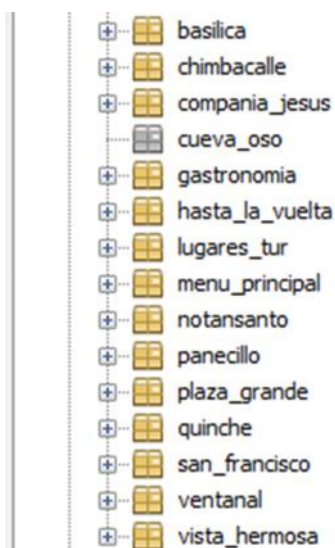 basilica
chimbacalle
compania_jesus
cueva_oso
gastronomia
hasta_la_vuelta
lugares_tur
menu_principal
notansanto
panecillo
plaza_grande
quinche
san_francisco
ventanal
vista_hermosa